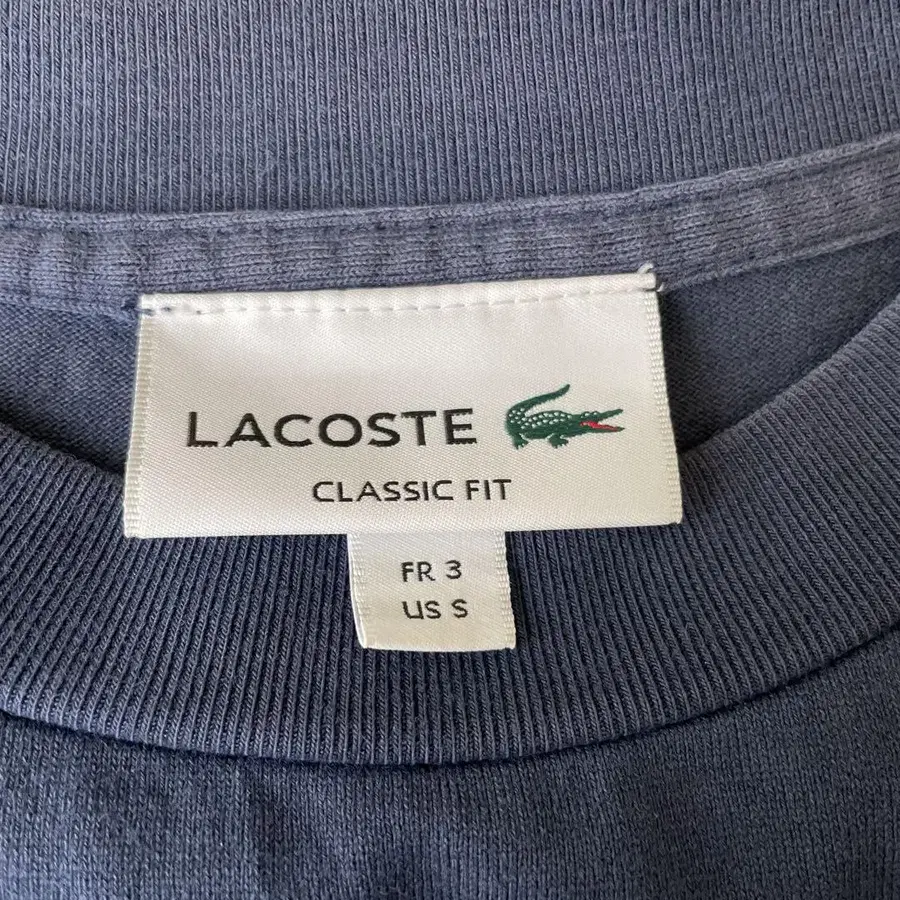 LACOSTE
CLASSIC FIT
FR 3
US S